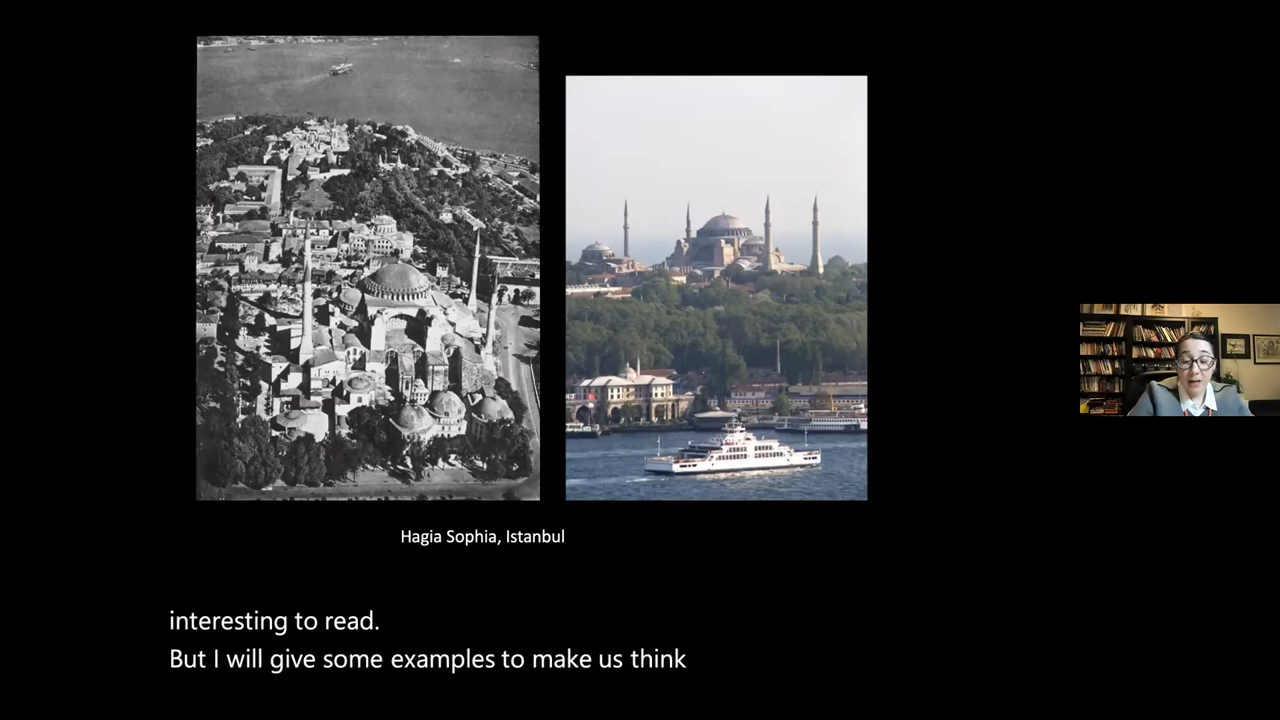 Hagia Sophia, Istanbul
interesting to read.
But I will give some examples to make us think